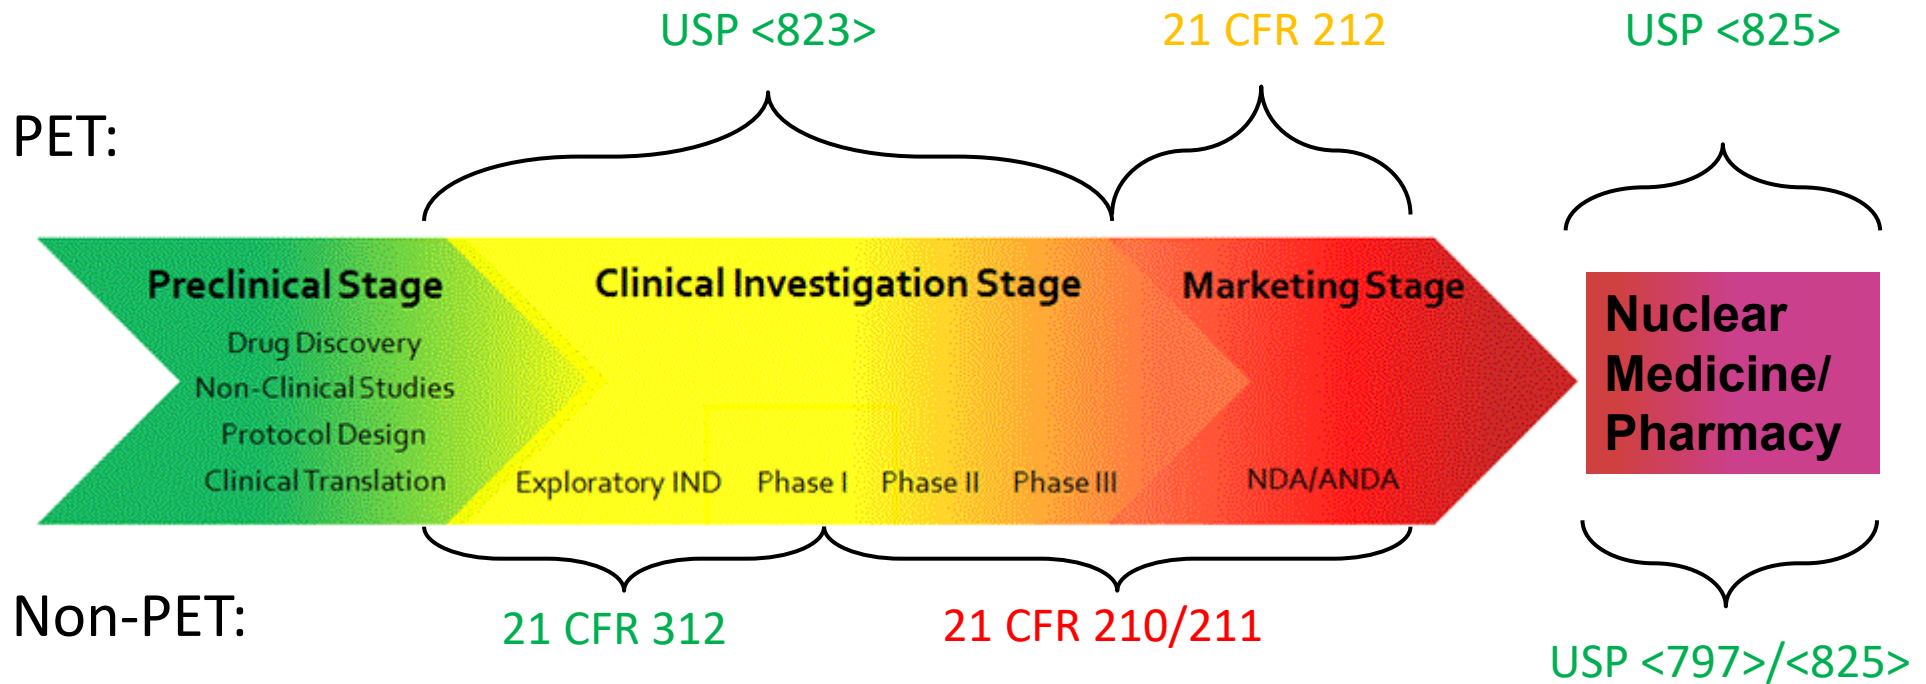 USP <823>
21 CFR 212
USP <825>
PET:
Preclinical Stage
Drug Discovery
Non-Clinical Studies
Protocol Design
Clinical Translation
Clinical Investigation Stage
Exploratory IND
Phase I
Phase II
Phase III
Marketing Stage
NDA/ANDA
Nuclear
Medicine/
Pharmacy
Non-PET:
21 CFR 312
21 CFR 210/211
USP <797>/<825>